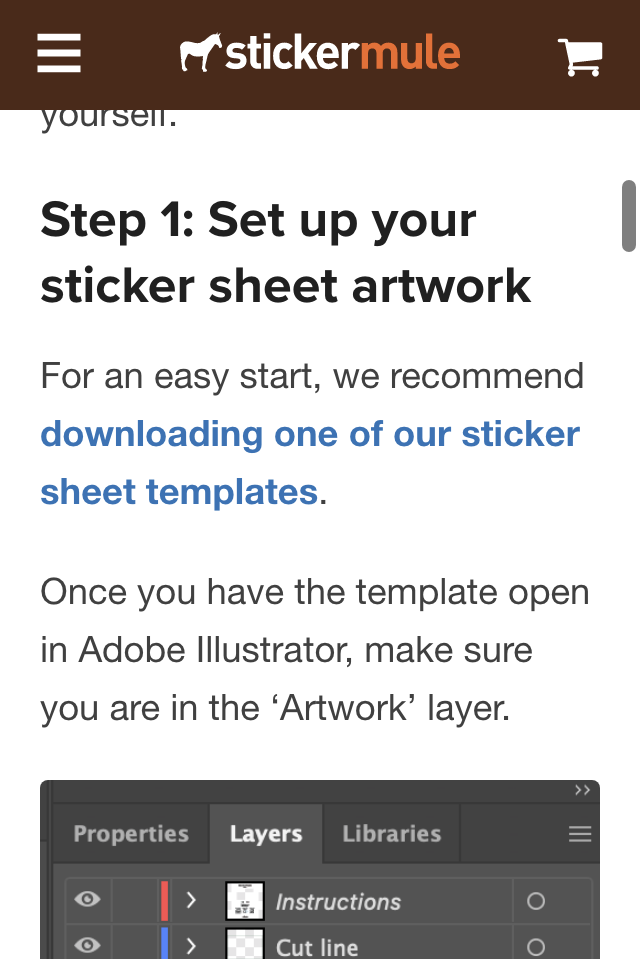 stickermule
yourself.
Step 1: Set up your
sticker sheet artwork
For an easy start, we recommend
downloading one of our sticker
sheet templates.
Once you have the template open
in Adobe Illustrator, make sure
you are in the ‘Artwork’ layer.
Properties Layers Libraries
Instructions
Cut line